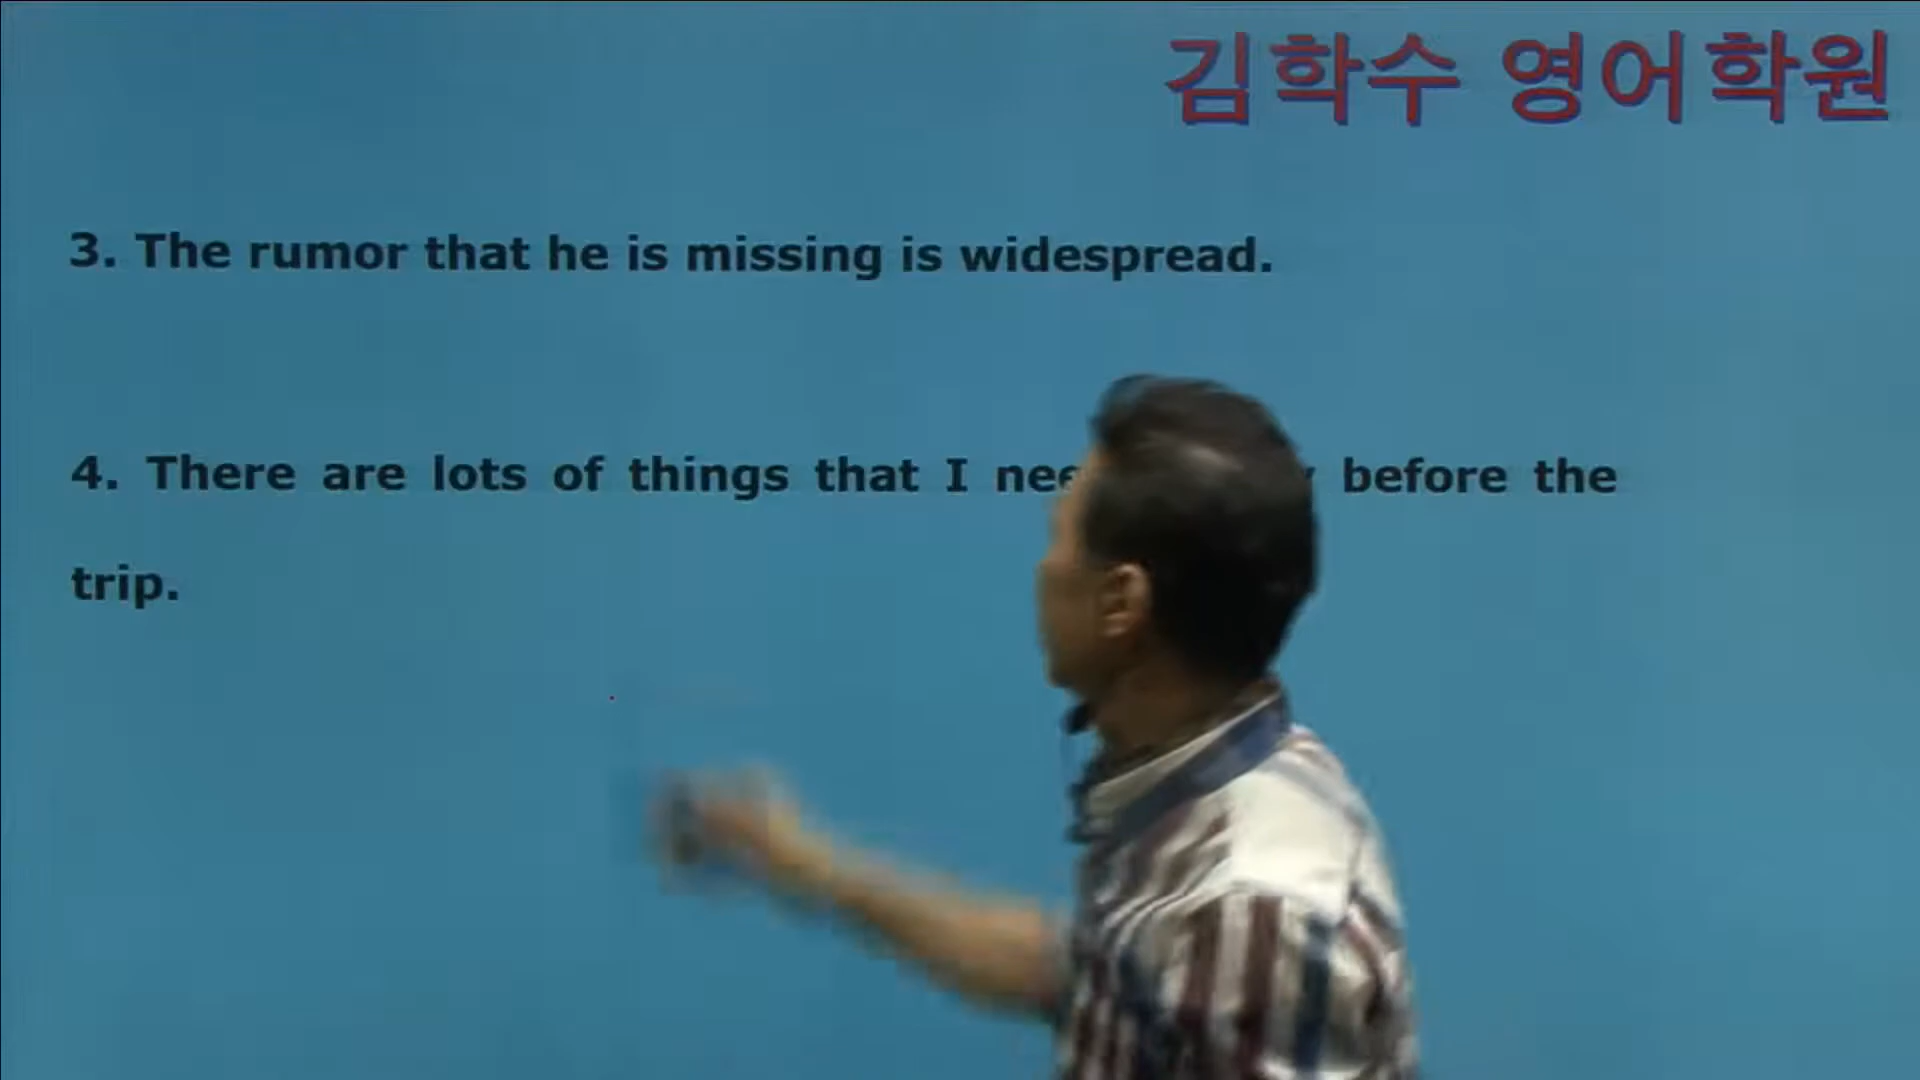 김학수 영어학원
3. The rumor that he is missing is widespread.
4. There are lots of things that I before the
trip.